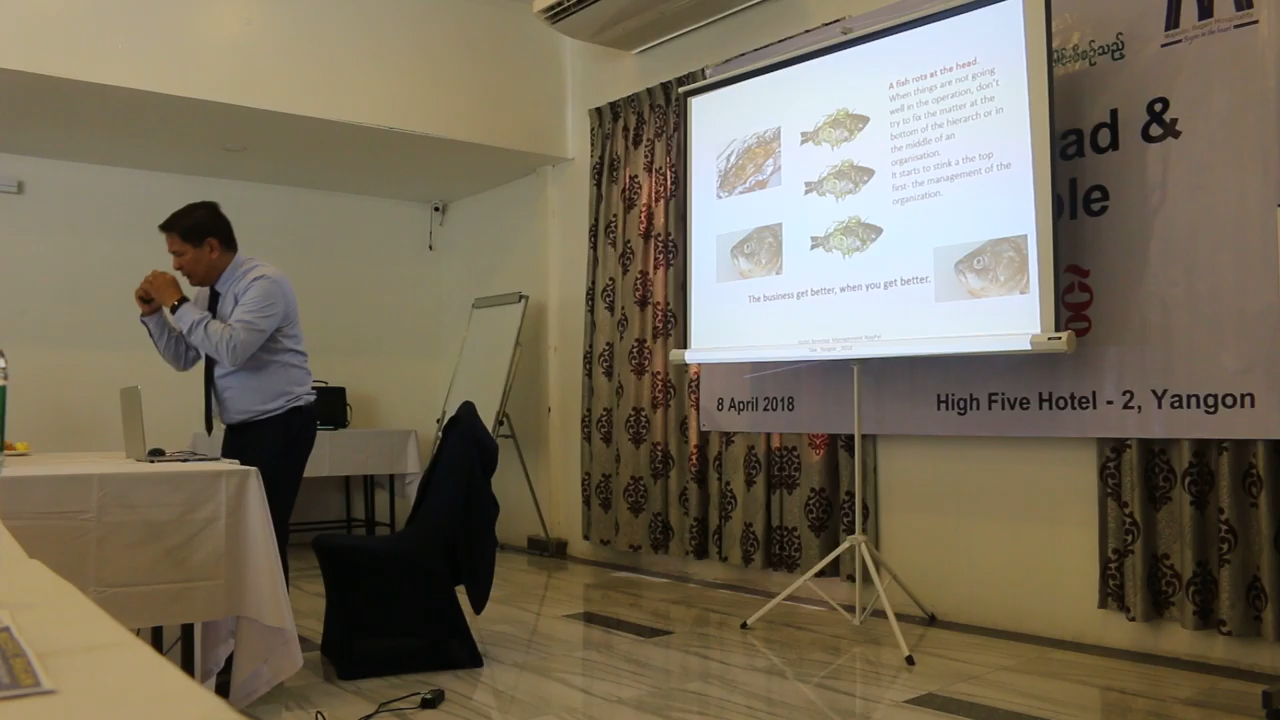 A fish rots at the head.
When things are not going
well in the operation, don't
try to fix the matter at the
bottom of the hierarch or in
the middle of an
organisation.
It starts to stink a the top
first- the management of the
organization.
The business get better, when you get better.
ad &
ple
8 April 2018
High Five Hotel - 2, Yangon